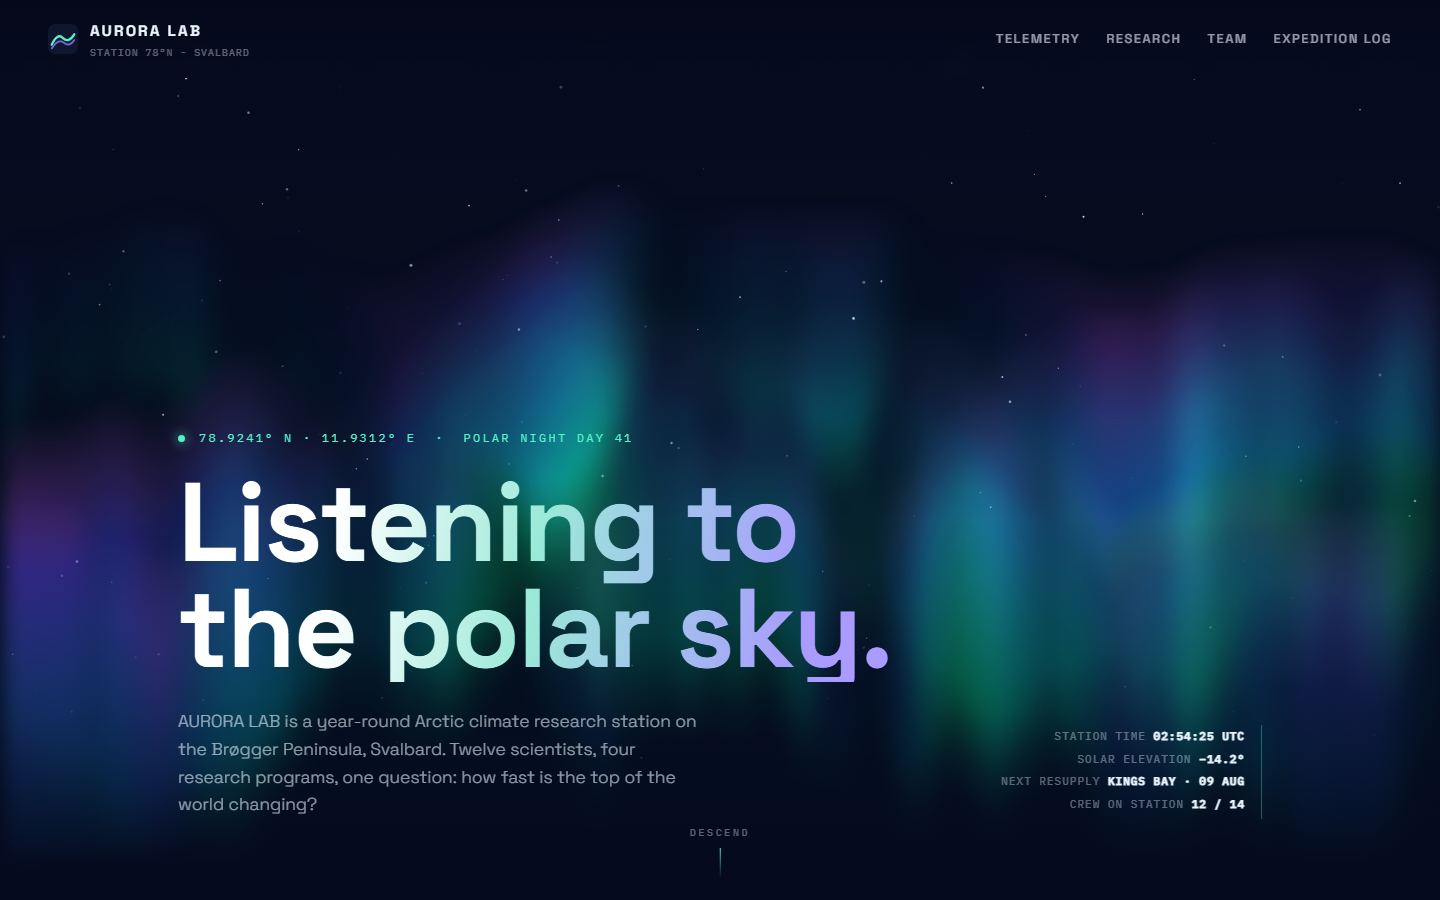 AURORA LAB
STATION 78°N – SVALBARD
TELEMETRY RESEARCH TEAM EXPEDITION LOG
78.9241° N · 11.9312° E · POLAR NIGHT DAY 41
Listening to
the polar sky.
AURORA LAB is a year-round Arctic climate research station on
the Brøgger Peninsula, Svalbard. Twelve scientists, four
research programs, one question: how fast is the top of the
world changing?
STATION TIME 02:54:25 UTC
SOLAR ELEVATION −14.2°
NEXT RESUPPLY KINGS BAY · 09 AUG
CREW ON STATION 12 / 14
DESCEND